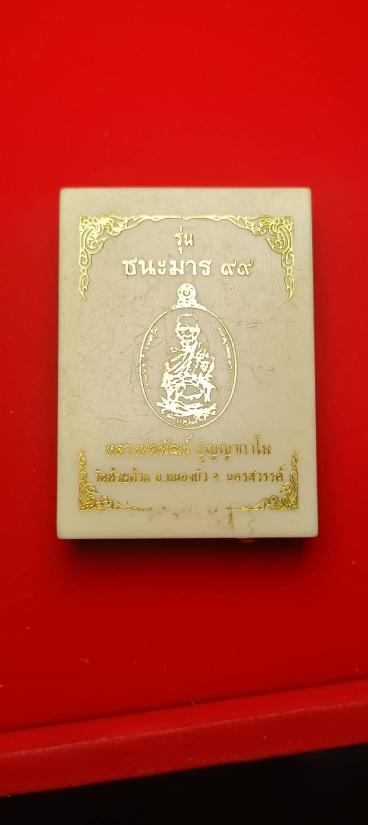 รุ่น
ชนะมาร ๙๙
หลวงพ่อพัฒน์ ปุญญากาโม
วัดห้วยด้วน อ.หนองบัว จ.นครสวรรค์